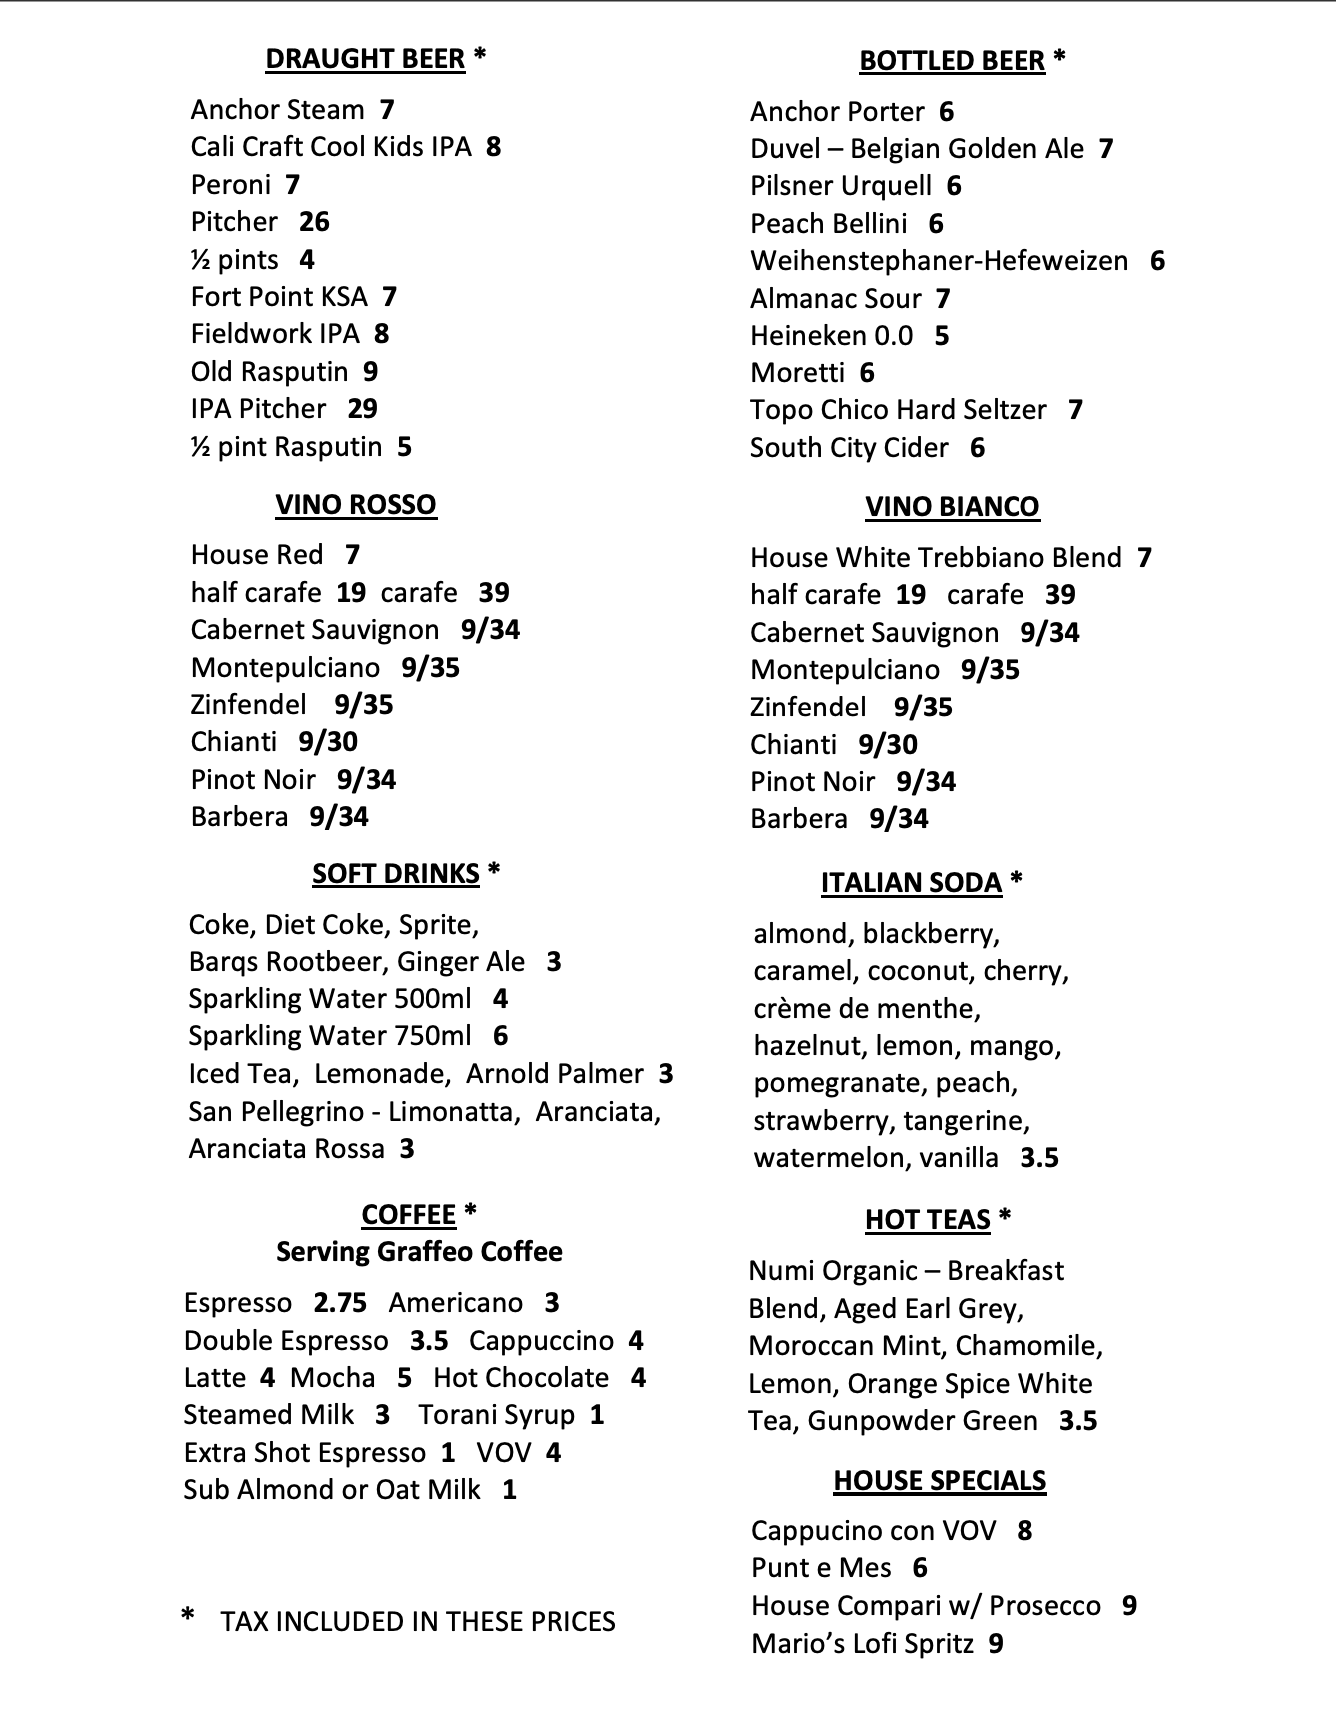 DRAUGHT BEER *
Anchor Steam 7
Cali Craft Cool Kids IPA 8
Peroni 7
Pitcher 26
½ pints 4
Fort Point KSA 7
Fieldwork IPA 8
Old Rasputin 9
IPA Pitcher 29
½ pint Rasputin 5
VINO ROSSO
House Red 7
half carafe 19 carafe 39
Cabernet Sauvignon 9/34
Montepulciano 9/35
Zinfendel 9/35
Chianti 9/30
Pinot Noir 9/34
Barbera 9/34
SOFT DRINKS *
Coke, Diet Coke, Sprite,
Barqs Rootbeer, Ginger Ale 3
Sparkling Water 500ml 4
Sparkling Water 750ml 6
Iced Tea, Lemonade, Arnold Palmer 3
San Pellegrino - Limonatta, Aranciata,
Aranciata Rossa 3
COFFEE *
Serving Graffeo Coffee
Espresso 2.75 Americano 3
Double Espresso 3.5 Cappuccino 4
Latte 4 Mocha 5 Hot Chocolate 4
Steamed Milk 3 Torani Syrup 1
Extra Shot Espresso 1 VOV 4
Sub Almond or Oat Milk 1
* TAX INCLUDED IN THESE PRICES
BOTTLED BEER *
Anchor Porter 6
Duvel – Belgian Golden Ale 7
Pilsner Urquell 6
Peach Bellini 6
Weihenstephaner-Hefeweizen 6
Almanac Sour 7
Heineken 0.0 5
Moretti 6
Topo Chico Hard Seltzer 7
South City Cider 6
VINO BIANCO
House White Trebbiano Blend 7
half carafe 19 carafe 39
Cabernet Sauvignon 9/34
Montepulciano 9/35
Zinfendel 9/35
Chianti 9/30
Pinot Noir 9/34
Barbera 9/34
ITALIAN SODA *
almond, blackberry,
caramel, coconut, cherry,
crème de menthe,
hazelnut, lemon, mango,
pomegranate, peach,
strawberry, tangerine,
watermelon, vanilla 3.5
HOT TEAS *
Numi Organic – Breakfast
Blend, Aged Earl Grey,
Moroccan Mint, Chamomile,
Lemon, Orange Spice White
Tea, Gunpowder Green 3.5
HOUSE SPECIALS
Cappucino con VOV 8
Punt e Mes 6
House Compari w/ Prosecco 9
Mario’s Lofi Spritz 9